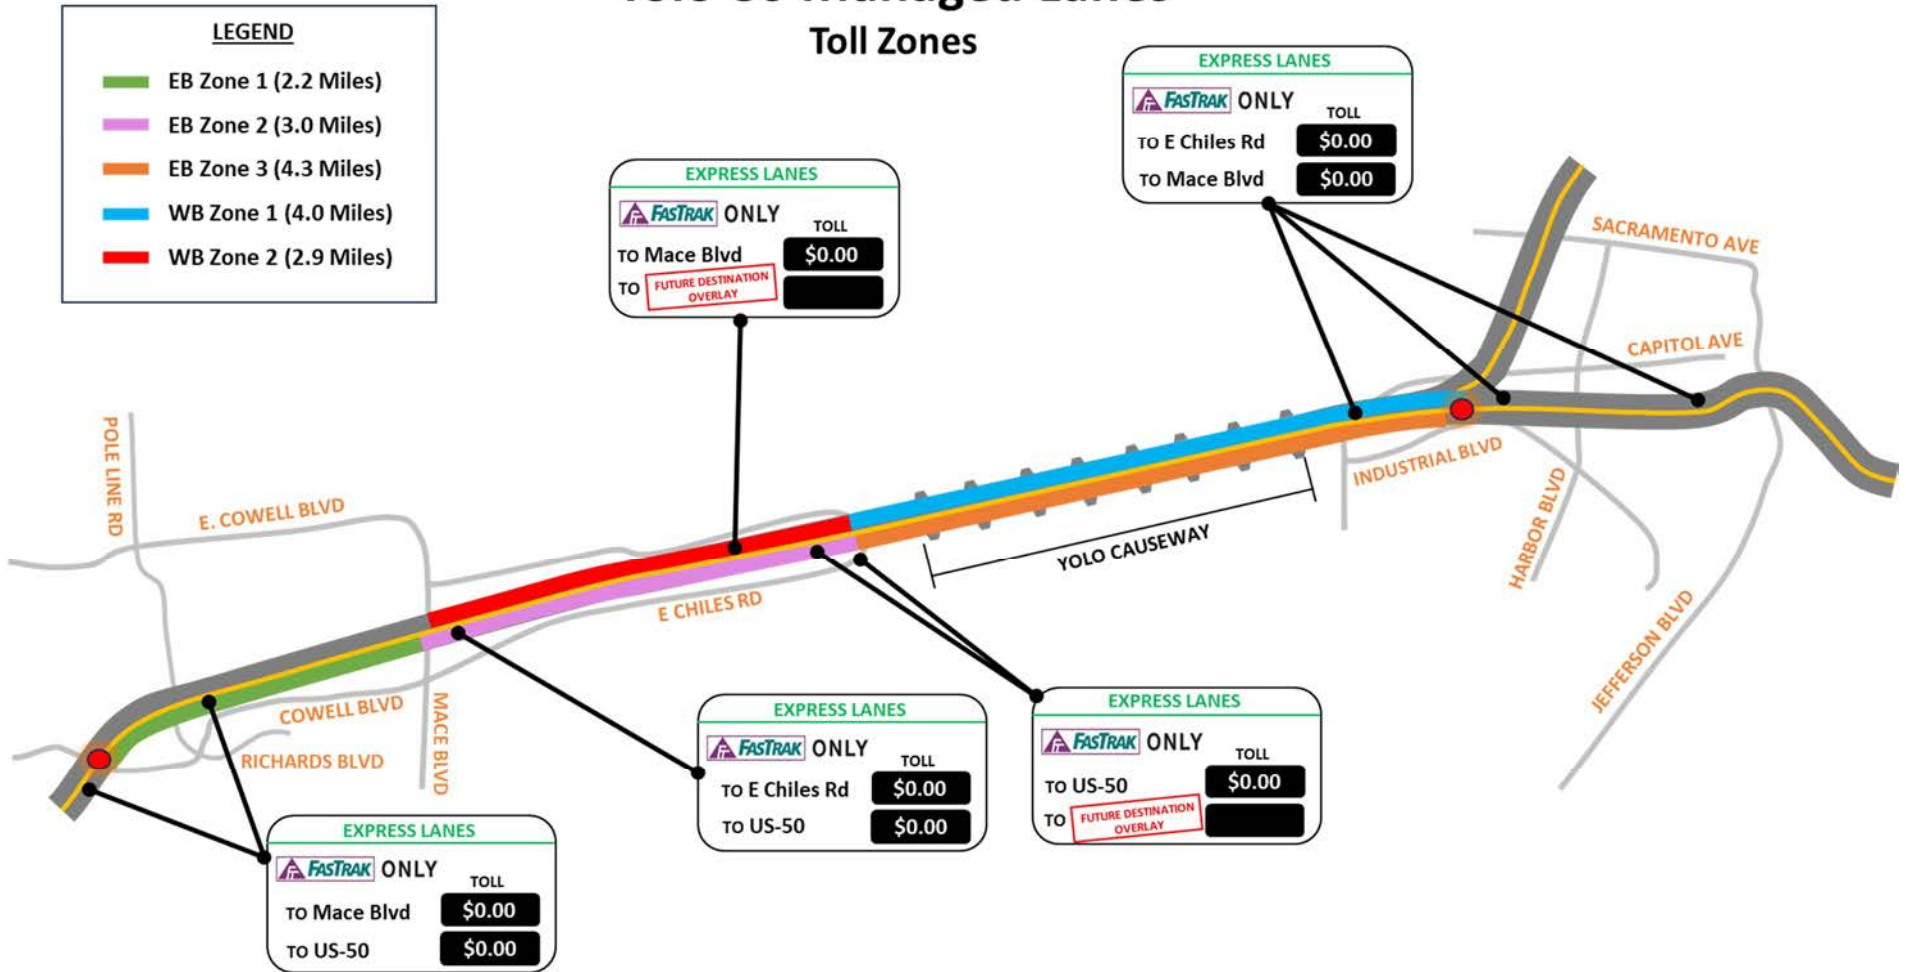 Toll Zones
LEGEND
EB Zone 1 (2.2 Miles)
EB Zone 2 (3.0 Miles)
EB Zone 3 (4.3 Miles)
WB Zone 1 (4.0 Miles)
WB Zone 2 (2.9 Miles)
EXPRESS LANES
FASTRAK ONLY
TOLL
TO E Chiles Rd $0.00
TO Mace Blvd $0.00
EXPRESS LANES
FASTRAK ONLY
TOLL
TO Mace Blvd $0.00
TO FUTURE DESTINATION
OVERLAY
SACRAMENTO AVE
CAPITOL AVE
POLE LINE RD
E. COWELL BLVD
INDUSTRIAL BLVD
HARBOR BLVD
YOLO CAUSEWAY
E CHILES RD
JEFFERSON BLVD
COWELL BLVD
MACE BLVD
RICHARDS BLVD
EXPRESS LANES
FASTRAK ONLY
TOLL
TO E Chiles Rd $0.00
TO US-50 $0.00
EXPRESS LANES
FASTRAK ONLY
TOLL
TO US-50 $0.00
TO FUTURE DESTINATION
OVERLAY
EXPRESS LANES
FASTRAK ONLY
TOLL
TO Mace Blvd $0.00
TO US-50 $0.00